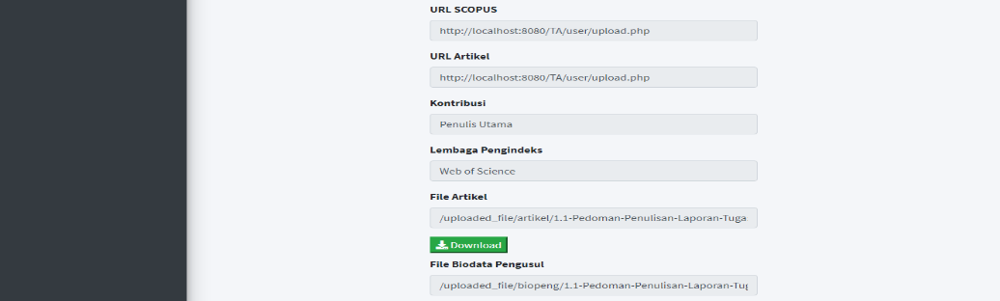 URL SCOPUS
http://localhost:8080/TA/user/upload.php
URL Artikel
http://localhost:8080/TA/user/upload.php
Kontribusi
Penulis Utama
Lembaga Pengindeks
Web of Science
File Artikel
/uploaded_file/artikel/1.1-Pedoman-Penulisan-Laporan-Tuga
Download
File Biodata Pengusul
/uploaded_file/biopeng/1.1-Pedoman-Penulisan-Laporan-Tug